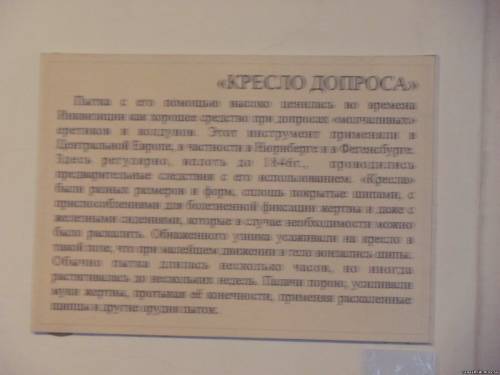 «КРЕСЛО ДОПРОСА»
Пытка с его помощью высоко ценилась во времена
Инквизиции как хорошее средство при допросах «молчаливых»
еретиков и колдунов. Этот инструмент применяли в
Центральной Европе, в частности в Нюрнберге и в Фегенсбурге.
Здесь регулярно, вплоть до 1846г., проводились
предварительные следствия с его использованием. «Кресла»
были разных размеров и форм, сплошь покрытые шипами, с
приспособлениями для болезненной фиксации жертвы и даже с
железными сидениями, которые в случае необходимости можно
было раскалить. Обнаженного узника усаживали на кресло в
такой позе, что при малейшем движении в тело вонзались шипы.
Обычно пытка длилась несколько часов, но иногда
растягивалась до нескольких недель. Палачи порою, усиливали
муки жертвы, протыкая её конечности, применяя раскаленные
щипцы и другие орудия пыток.